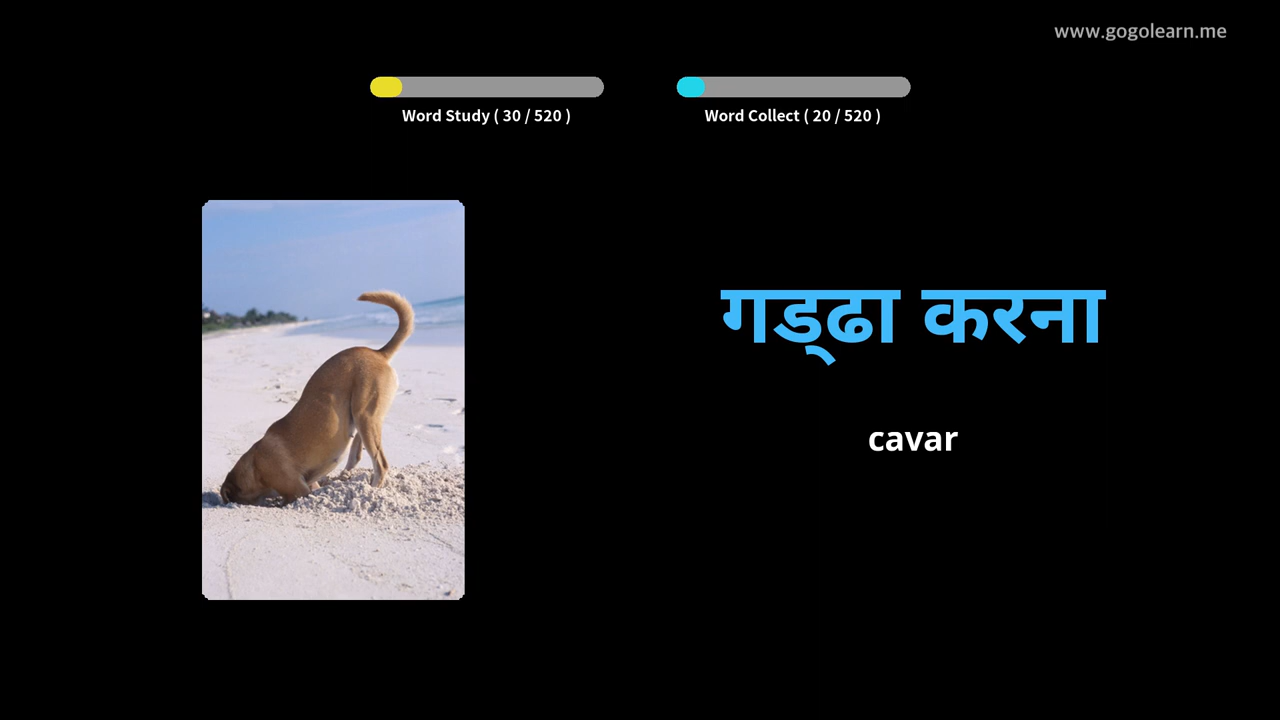 www.gogolearn.me
Word Study ( 30 / 520 )
Word Collect ( 20 / 520 )
गड्ढा करना
cavar